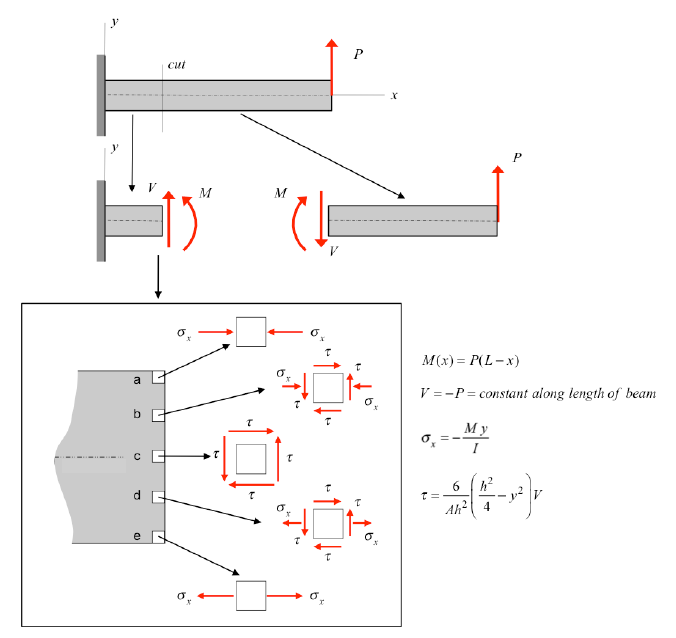 y
P
cut
x
y
V
M
M
P
V
σₓ
σₓ
a
τ
σₓ
τ
b
τ
σₓ
τ
τ
c
τ
τ
τ
d
σₓ
τ
τ
τ
σₓ
τ
e
σₓ
σₓ
M(x) = P(L − x)
V = −P = constant along length of beam
σₓ = − M y / I
τ = 6 / Ah² ( h² / 4 − y² ) V